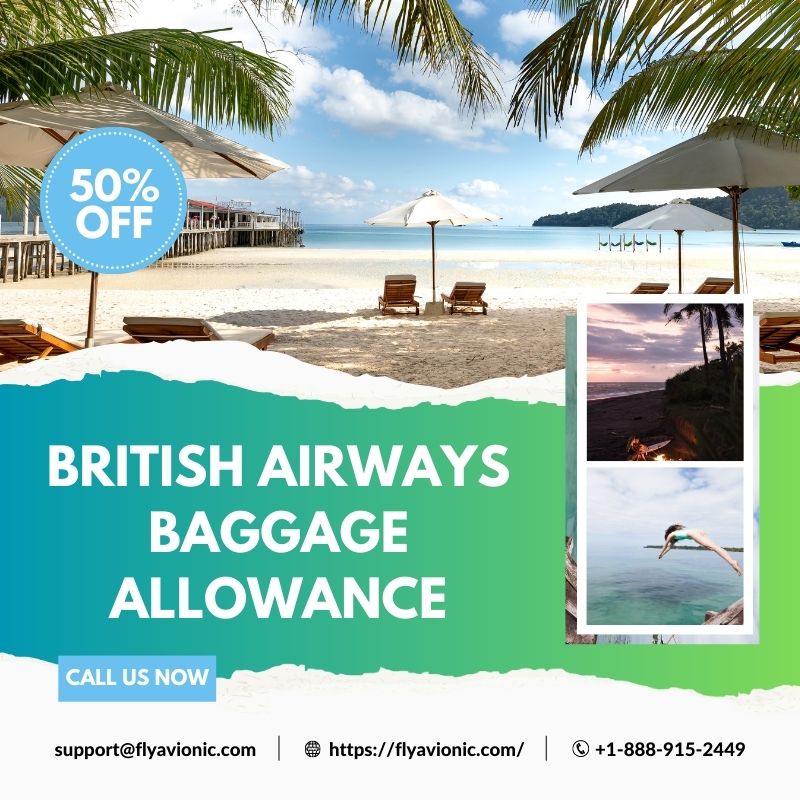 50%
OFF
BRITISH AIRWAYS
BAGGAGE
ALLOWANCE
CALL US NOW
support@flyavionic.com | https://flyavionic.com/ | +1-888-915-2449